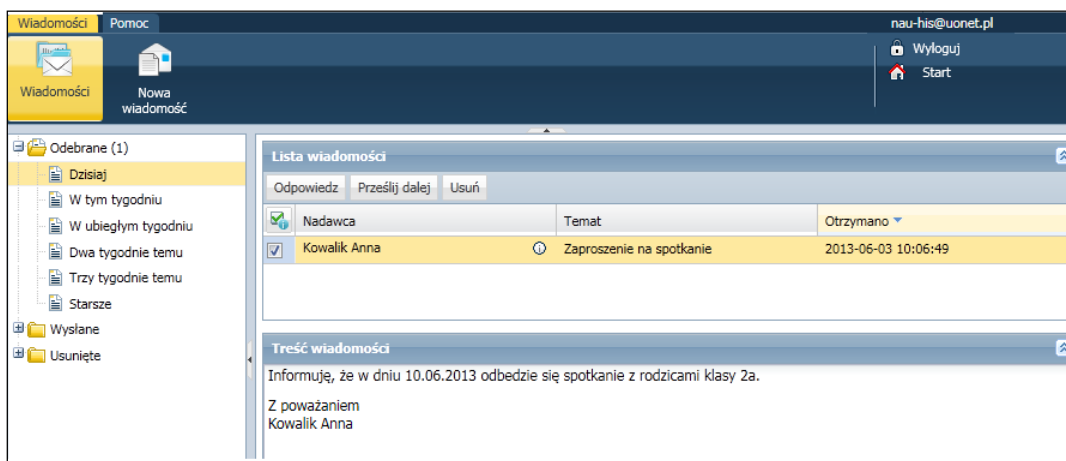 Wiadomości Pomoc nau-his@uonet.pl
Wyloguj
Start
Wiadomości
Nowa
wiadomość
Odebrane (1)
Dzisiaj
W tym tygodniu
W ubiegłym tygodniu
Dwa tygodnie temu
Trzy tygodnie temu
Starsze
Wysłane
Usunięte
Lista wiadomości
Odpowiedz Prześlij dalej Usuń
Nadawca Temat Otrzymano
Kowalik Anna Zaproszenie na spotkanie 2013-06-03 10:06:49
Treść wiadomości
Informuję, że w dniu 10.06.2013 odbedzie się spotkanie z rodzicami klasy 2a.
Z poważaniem
Kowalik Anna